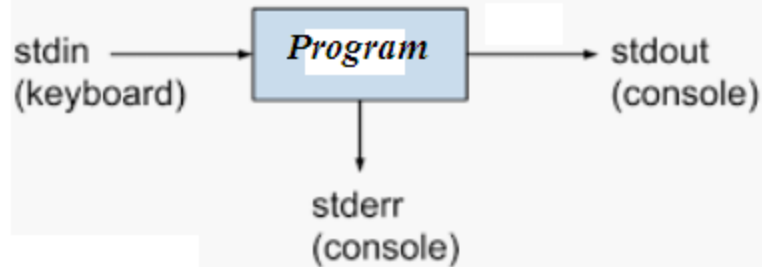 stdin
(keyboard)
Program
stdout
(console)
stderr
(console)